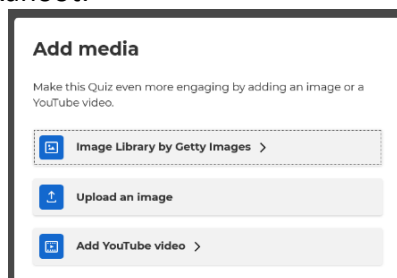 Add media
Make this Quiz even more engaging by adding an image or a
YouTube video.
Image Library by Getty Images >
Upload an image
Add YouTube video >